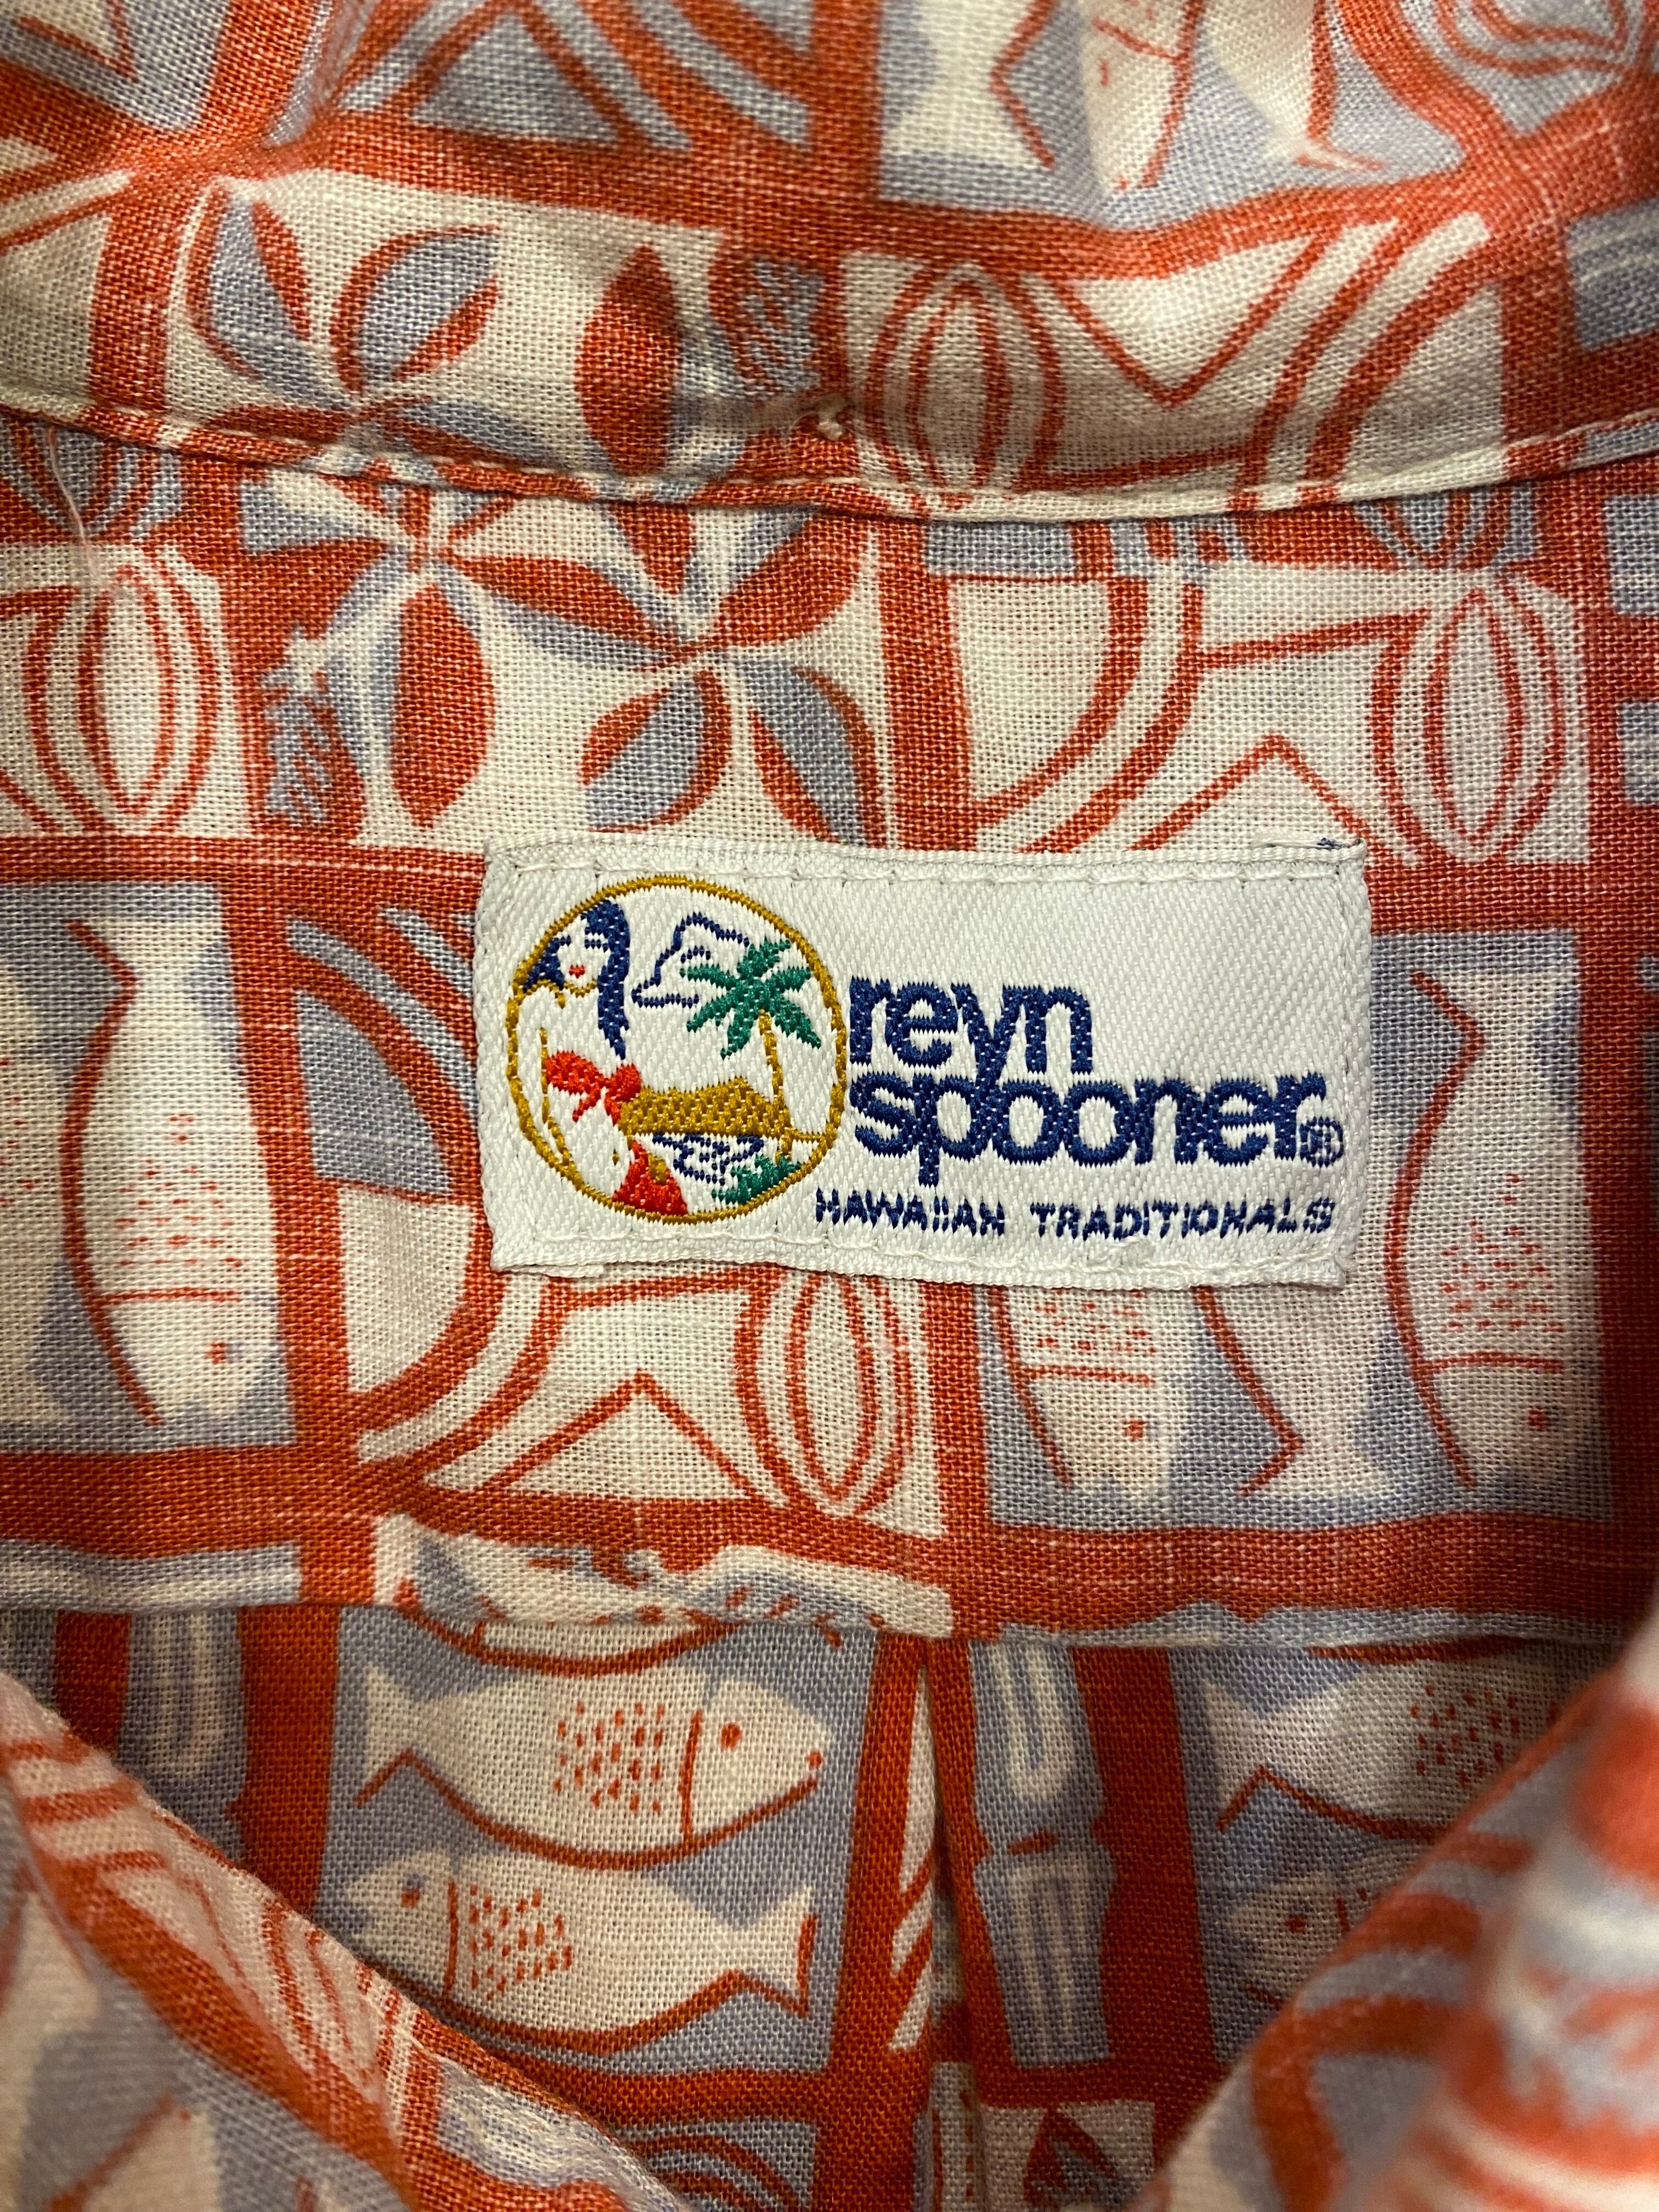 reyn
spooner®
HAWAIIAN TRADITIONALS